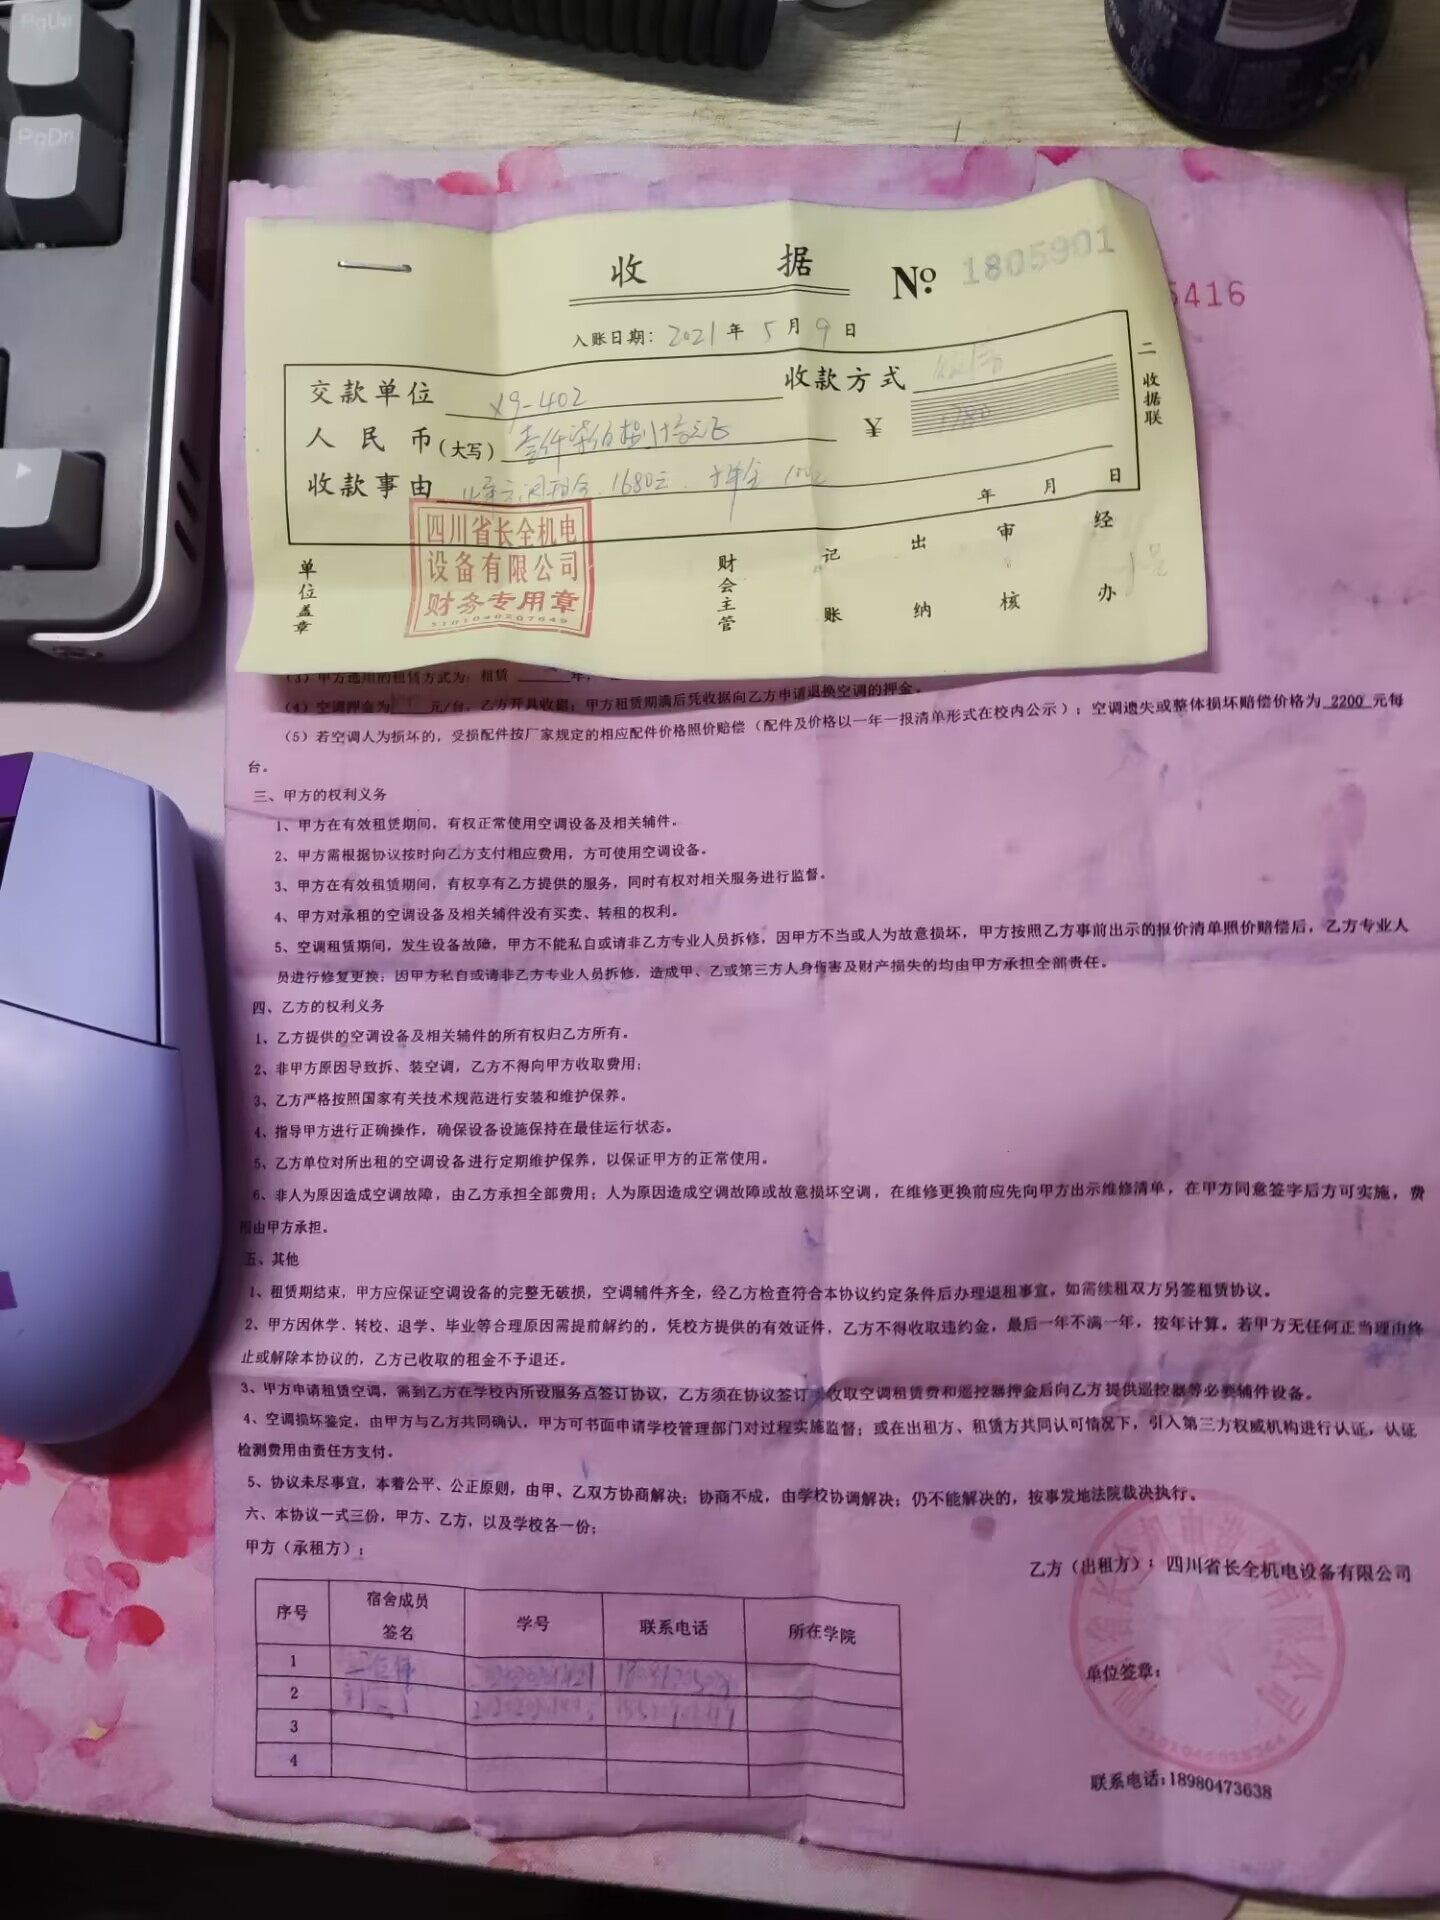 PgUp
PgDn
收 据 № 1805901
5416
入账日期：2021年5月9日
交款单位 X9-402 收款方式
人民币(大写) ¥ 1780
收款事由 1680元 100元
年 月 日
二 收据联
四川省长全机电
设备有限公司
财务专用章
5101040207649
单位盖章 财会主管 记账 出纳 审核 经办
(3) 甲方选用的租赁方式为：租赁 年；
(4) 空调押金为 元/台，乙方开具收据；甲方租赁期满后凭收据向乙方申请退换空调的押金。
(5) 若空调人为损坏的，受损配件按厂家规定的相应配件价格照价赔偿（配件及价格以一年一报清单形式在校内公示）；空调遗失或整体损坏赔偿价格为 2200 元每
台。
三、甲方的权利义务
1、甲方在有效租赁期间，有权正常使用空调设备及相关辅件。
2、甲方需根据协议按时向乙方支付相应费用，方可使用空调设备。
3、甲方在有效租赁期间，有权享有乙方提供的服务，同时有权对相关服务进行监督。
4、甲方对承租的空调设备及相关辅件没有买卖、转租的权利。
5、空调租赁期间，发生设备故障，甲方不能私自或请非乙方专业人员拆修，因甲方不当或人为故意损坏，甲方按照乙方事前出示的报价清单照价赔偿后，乙方专业人
员进行修复更换；因甲方私自或请非乙方专业人员拆修，造成甲、乙或第三方人身伤害及财产损失的均由甲方承担全部责任。
四、乙方的权利义务
1、乙方提供的空调设备及相关辅件的所有权归乙方所有。
2、非甲方原因导致拆、装空调，乙方不得向甲方收取费用；
3、乙方严格按照国家有关技术规范进行安装和维护保养。
4、指导甲方进行正确操作，确保设备设施保持在最佳运行状态。
5、乙方单位对所出租的空调设备进行定期维护保养，以保证甲方的正常使用。
6、非人为原因造成空调故障，由乙方承担全部费用；人为原因造成空调故障或故意损坏空调，在维修更换前应先向甲方出示维修清单，在甲方同意签字后方可实施，费
用由甲方承担。
五、其他
1、租赁期结束，甲方应保证空调设备的完整无破损，空调辅件齐全，经乙方检查符合本协议约定条件后办理退租事宜。如需续租双方另签租赁协议。
2、甲方因休学、转校、退学、毕业等合理原因需提前解约的，凭校方提供的有效证件，乙方不得收取违约金，最后一年不满一年，按年计算。若甲方无任何正当理由终
止或解除本协议的，乙方已收取的租金不予退还。
3、甲方申请租赁空调，需到乙方在学校内所设服务点签订协议，乙方须在协议签订 收取空调租赁费和遥控器押金后向乙方提供遥控器等必要辅件设备。
4、空调损坏鉴定，由甲方与乙方共同确认，甲方可书面申请学校管理部门对过程实施监督；或在出租方、租赁方共同认可情况下，引入第三方权威机构进行认证，认证
检测费用由责任方支付。
5、协议未尽事宜，本着公平、公正原则，由甲、乙双方协商解决；协商不成，由学校协调解决；仍不能解决的，按事发地法院裁决执行。
六、本协议一式三份，甲方、乙方，以及学校各一份；
甲方（承租方）：
乙方（出租方）：四川省长全机电设备有限公司
序号 宿舍成员签名 学号 联系电话 所在学院
1
2
3
4
单位签章：
联系电话：18980473638